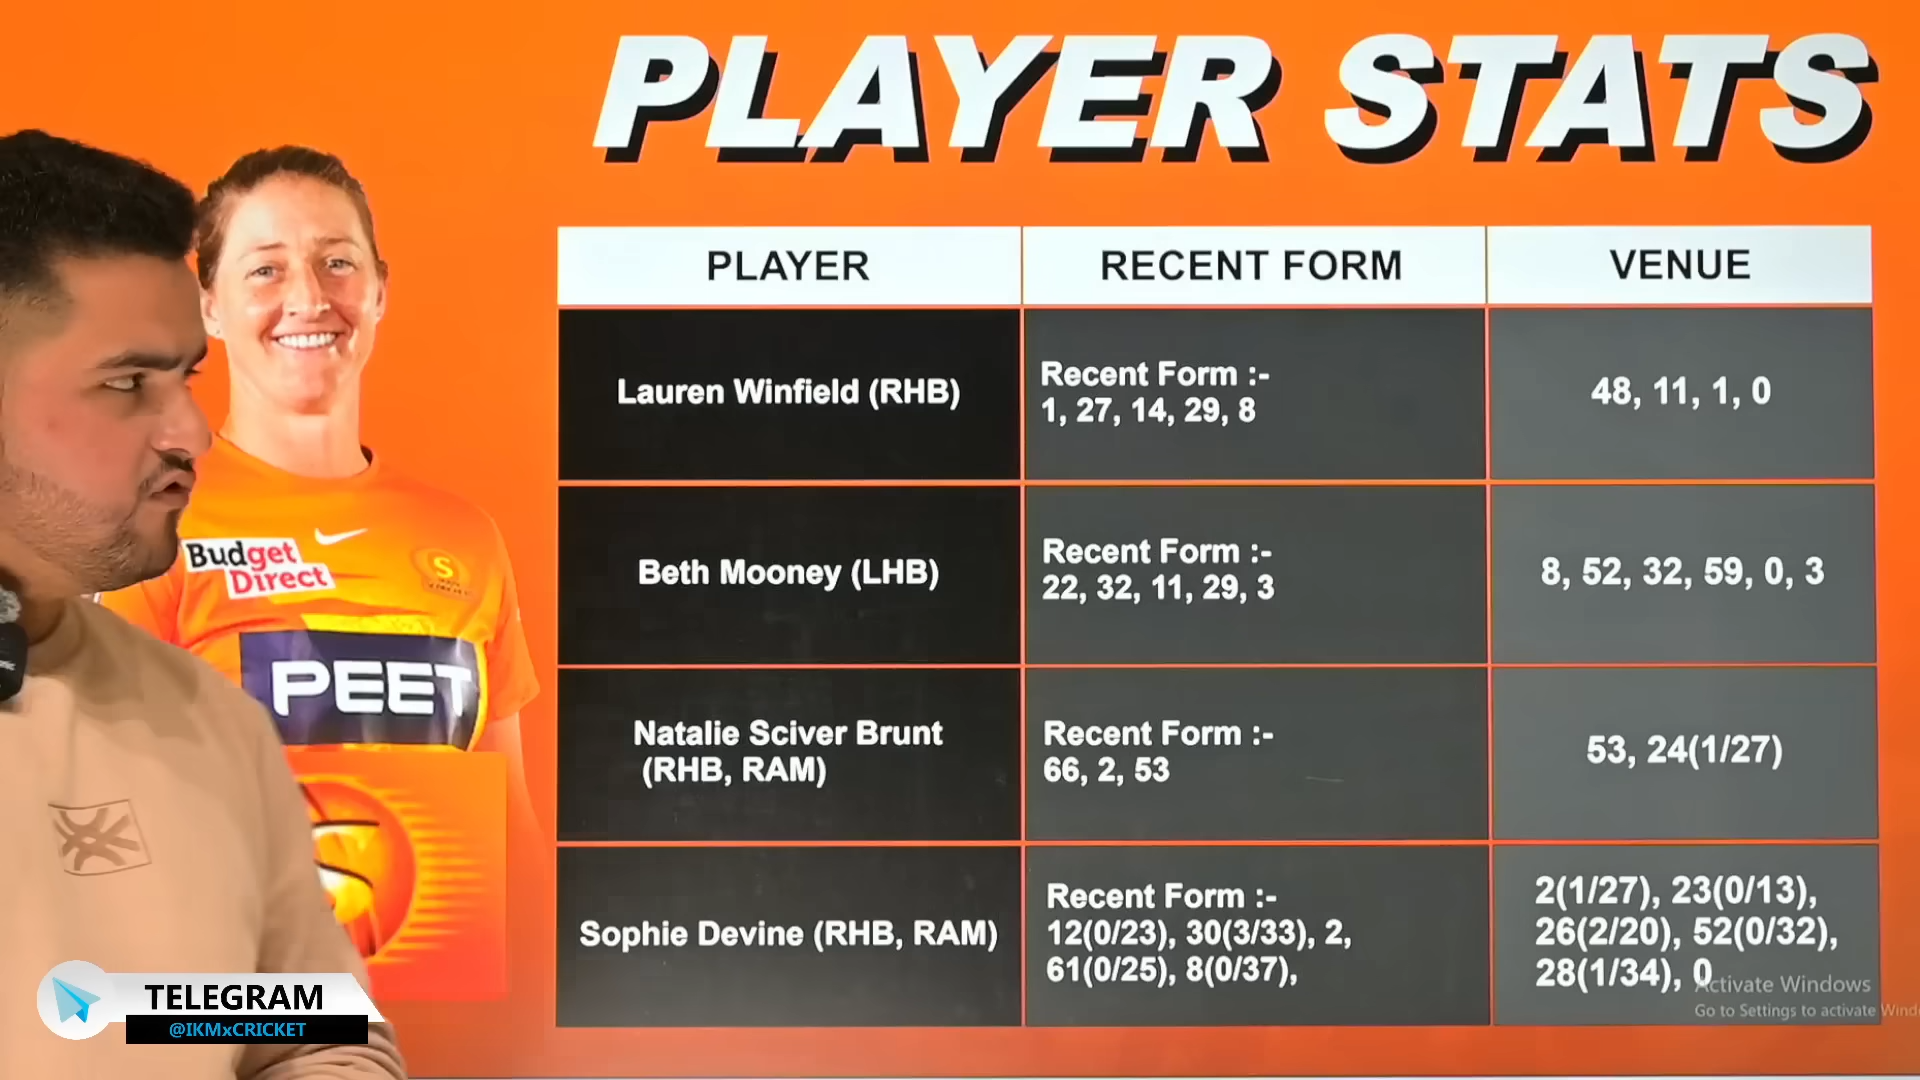 PLAYER STATS
PLAYER
RECENT FORM
VENUE
Lauren Winfield (RHB)
Recent Form :-
1, 27, 14, 29, 8
48, 11, 1, 0
Beth Mooney (LHB)
Recent Form :-
22, 32, 11, 29, 3
8, 52, 32, 59, 0, 3
Natalie Sciver Brunt
(RHB, RAM)
Recent Form :-
66, 2, 53
53, 24(1/27)
Sophie Devine (RHB, RAM)
Recent Form :-
12(0/23), 30(3/33), 2,
61(0/25), 8(0/37),
2(1/27), 23(0/13),
26(2/20), 52(0/32),
28(1/34), 0
Budget
Direct
S
PEET
TELEGRAM
@IKMxCRICKET
Activate Windows
Go to Settings to activate Wind